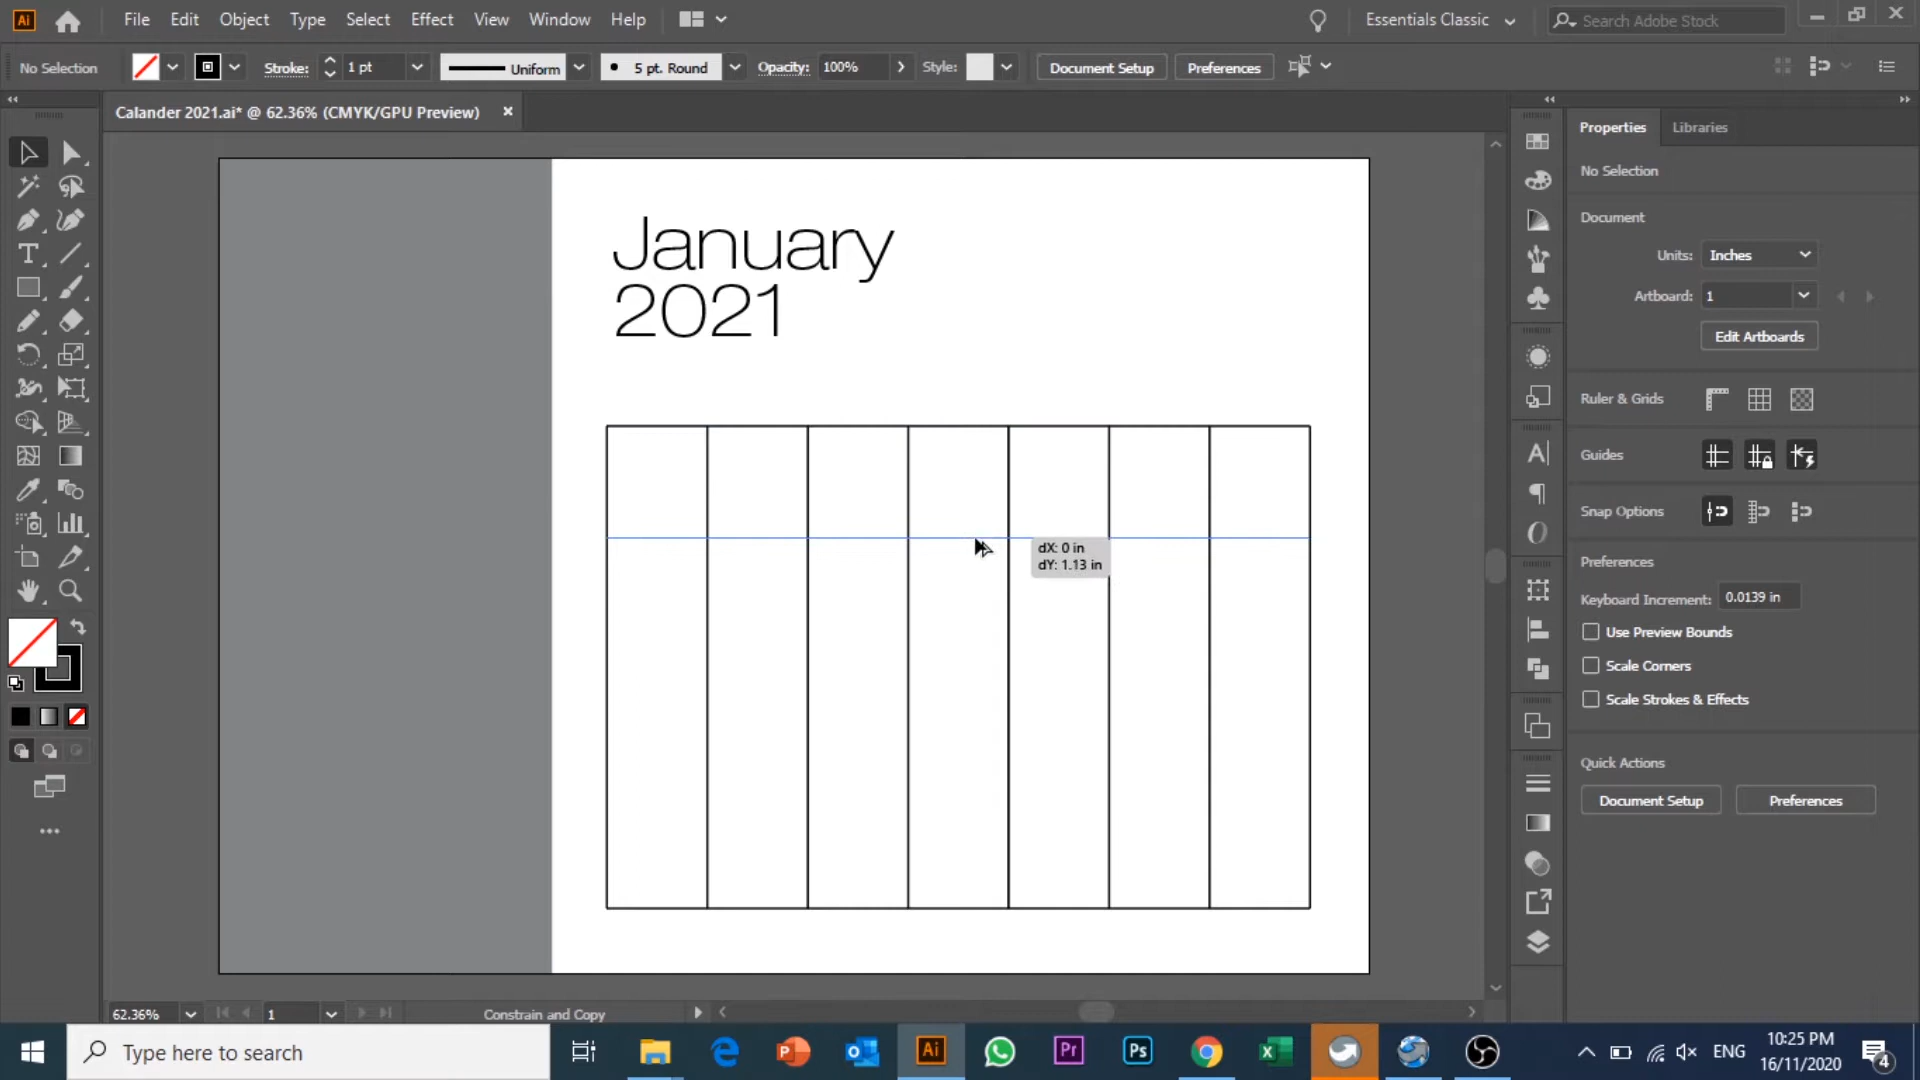 Ai File Edit Object Type Select Effect View Window Help Essentials Classic Search Adobe Stock
No Selection Stroke: 1 pt Uniform 5 pt. Round Opacity: 100% Style: Document Setup Preferences
Calander 2021.ai* @ 62.36% (CMYK/GPU Preview)
Properties Libraries
No Selection
Document
Units: Inches
Artboard: 1
Edit Artboards
Ruler & Grids
Guides
Snap Options
Preferences
Keyboard Increment: 0.0139 in
Use Preview Bounds
Scale Corners
Scale Strokes & Effects
Quick Actions
Document Setup Preferences
January
2021
dX: 0 in
dY: 1.13 in
62.36% 1 Constrain and Copy
Type here to search
Ai Pr Ps
ENG
10:25 PM
16/11/2020
4